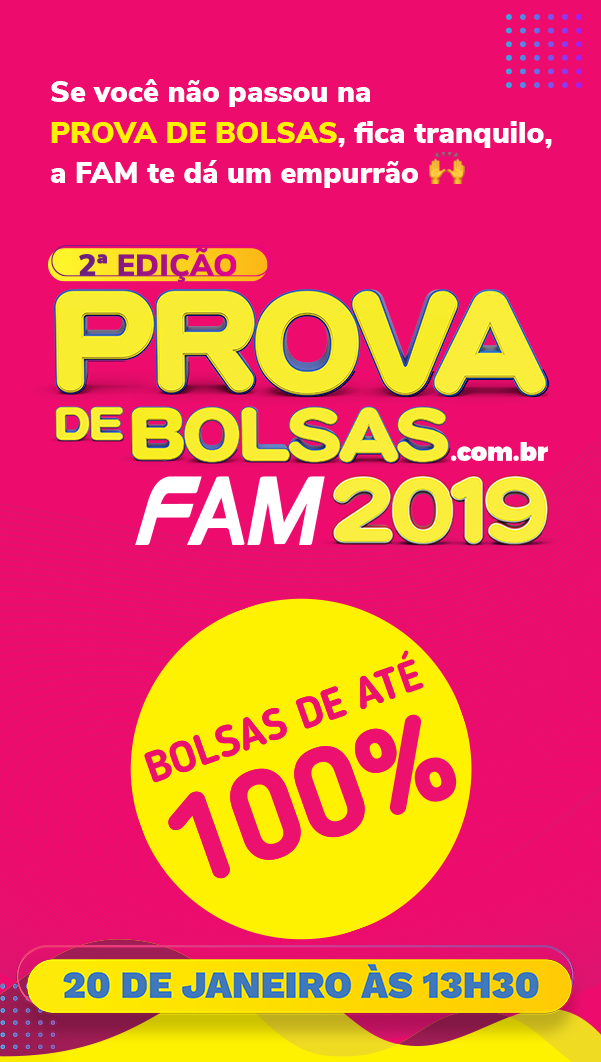 Se você não passou na
PROVA DE BOLSAS, fica tranquilo,
a FAM te dá um empurrão 🙌
2ª EDIÇÃO
PROVA
DE BOLSAS.com.br
FAM 2019
BOLSAS DE ATÉ
100%
20 DE JANEIRO ÀS 13H30